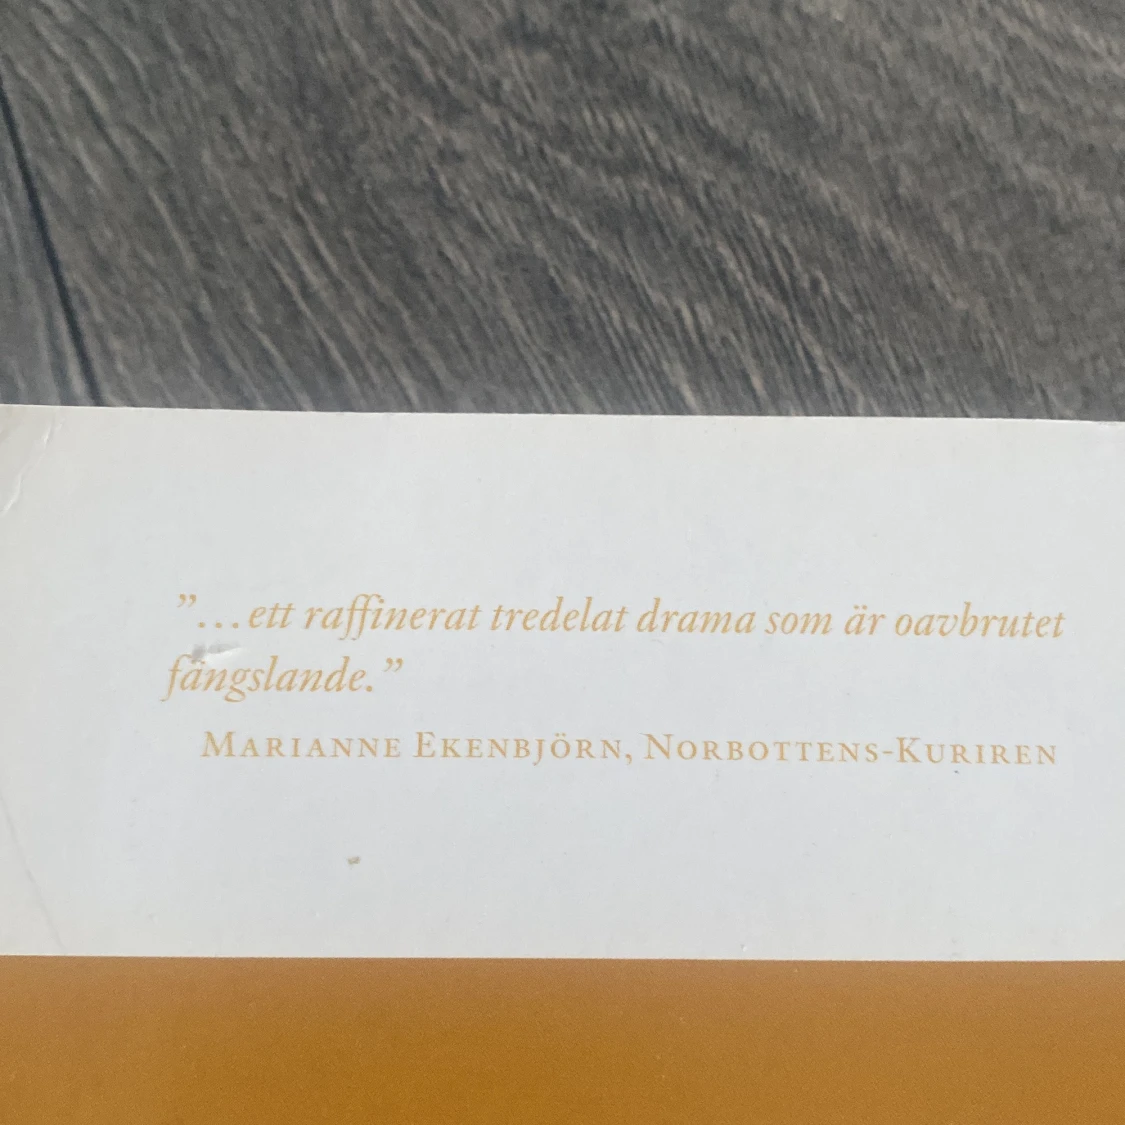 ”…ett raffinerat tredelat drama som är oavbrutet
fängslande.”
MARIANNE EKENBJÖRN, NORBOTTENS-KURIREN